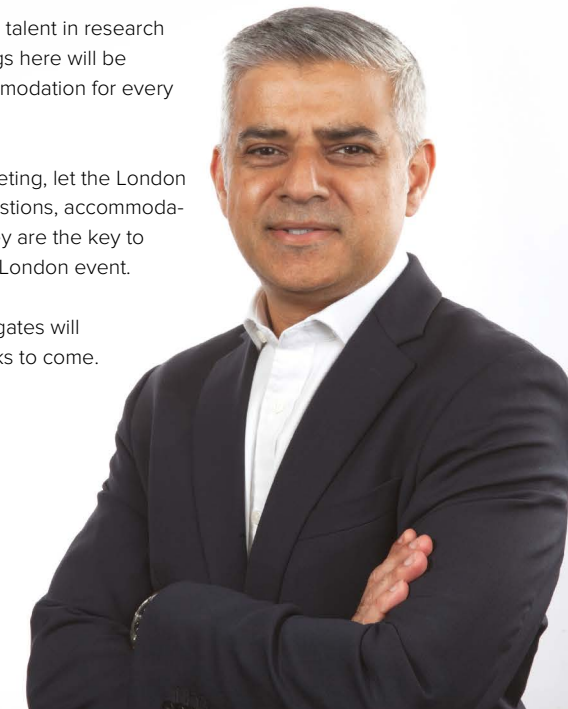 talent in research
gs here will be
modation for every
eting, let the London
stions, accommoda-
y are the key to
London event.
gates will
ks to come.